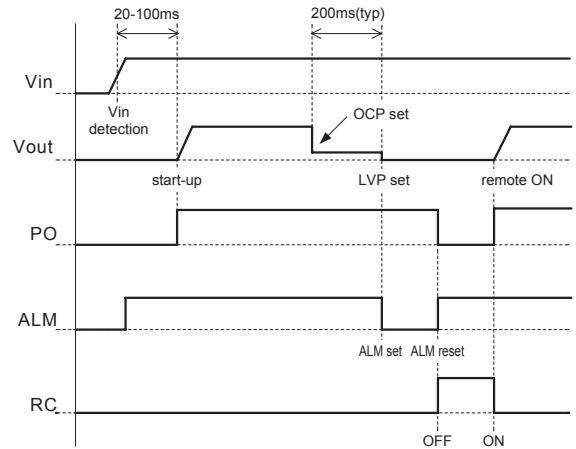 20-100ms
200ms(typ)
Vin
Vin
detection
OCP set
Vout
start-up
LVP set
remote ON
PO
ALM
ALM set
ALM reset
RC
OFF
ON